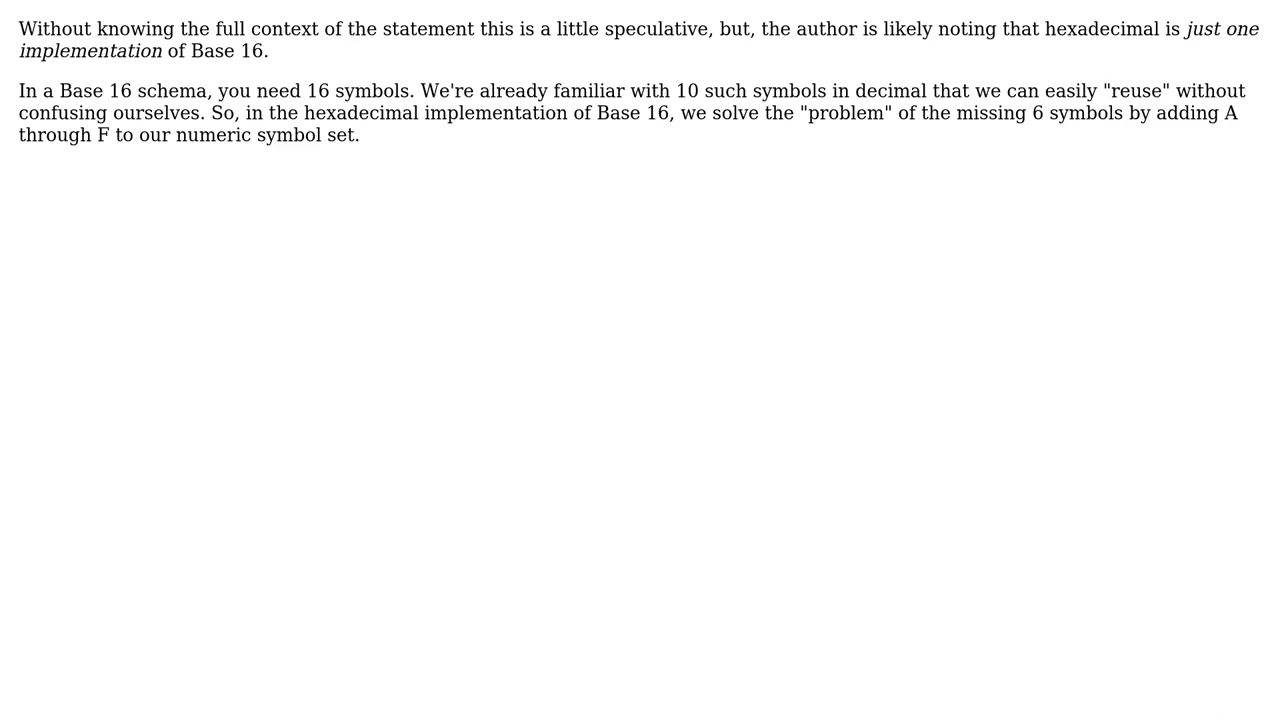 Without knowing the full context of the statement this is a little speculative, but, the author is likely noting that hexadecimal is just one
implementation of Base 16.
In a Base 16 schema, you need 16 symbols. We're already familiar with 10 such symbols in decimal that we can easily "reuse" without
confusing ourselves. So, in the hexadecimal implementation of Base 16, we solve the "problem" of the missing 6 symbols by adding A
through F to our numeric symbol set.